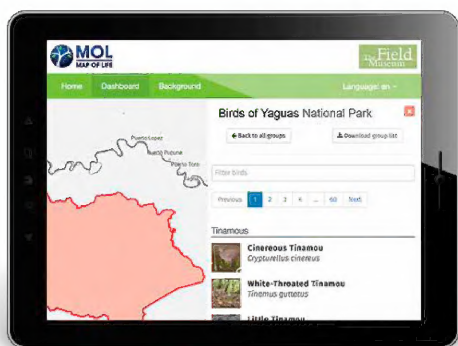 MOL
MAP OF LIFE
The Field
Museum
Home Dashboard Background Language: en
Birds of Yaguas National Park
Back to all groups Download group list
Filter birds
Previous 1 2 3 4 ... 60 Next
Tinamous
Cinereous Tinamou
Crypturellus cinereus
White-Throated Tinamou
Tinamus guttatus
Little Tinamou
Puerto Lopez
Puerto Toro